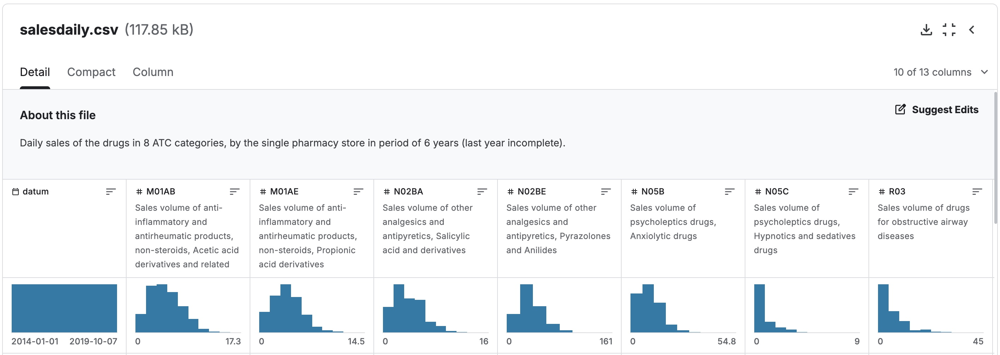 salesdaily.csv (117.85 kB)
Detail Compact Column
10 of 13 columns
About this file
Suggest Edits
Daily sales of the drugs in 8 ATC categories, by the single pharmacy store in period of 6 years (last year incomplete).
datum
# M01AB
Sales volume of anti-
inflammatory and
antirheumatic products,
non-steroids, Acetic acid
derivatives and related
# M01AE
Sales volume of anti-
inflammatory and
antirheumatic products,
non-steroids, Propionic
acid derivatives
# N02BA
Sales volume of other
analgesics and
antipyretics, Salicylic
acid and derivatives
# N02BE
Sales volume of other
analgesics and
antipyretics, Pyrazolones
and Anilides
# N05B
Sales volume of
psycholeptics drugs,
Anxiolytic drugs
# N05C
Sales volume of
psycholeptics drugs,
Hypnotics and sedatives
drugs
# R03
Sales volume of drugs
for obstructive airway
diseases
2014-01-01 2019-10-07
0 17.3
0 14.5
0 16
0 161
0 54.8
0 9
0 45